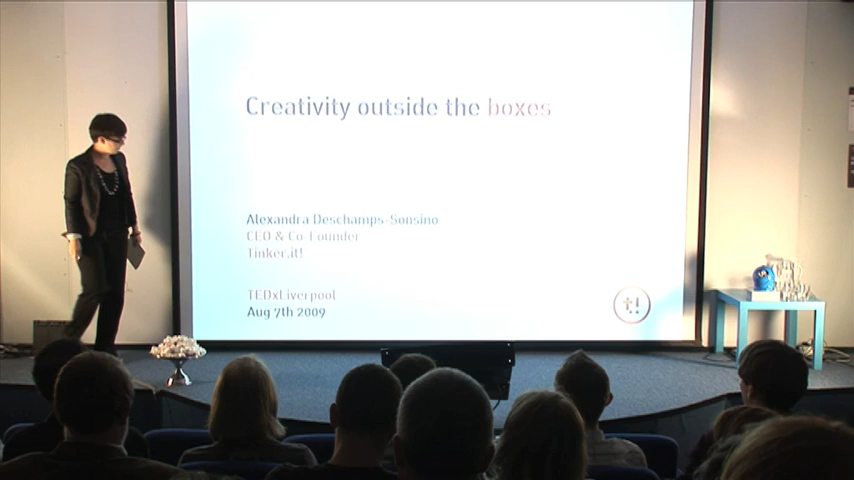 Creativity outside the boxes
Alexandra Deschamps-Sonsino
CEO & Co-Founder
Tinker.it!
TEDxLiverpool
Aug 7th 2009
t!